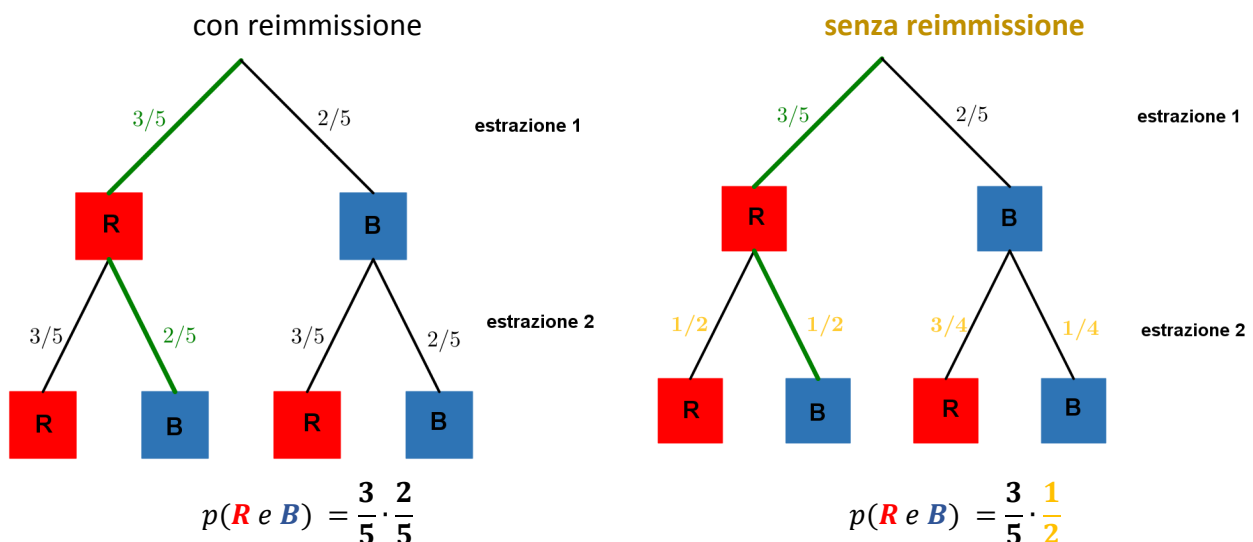 con reimmissione
3/5
2/5
estrazione 1
R
B
3/5
2/5
3/5
2/5
estrazione 2
R
B
R
B
p(R e B) = 3/5 · 2/5
senza reimmissione
3/5
2/5
estrazione 1
R
B
1/2
1/2
3/4
1/4
estrazione 2
R
B
R
B
p(R e B) = 3/5 · 1/2